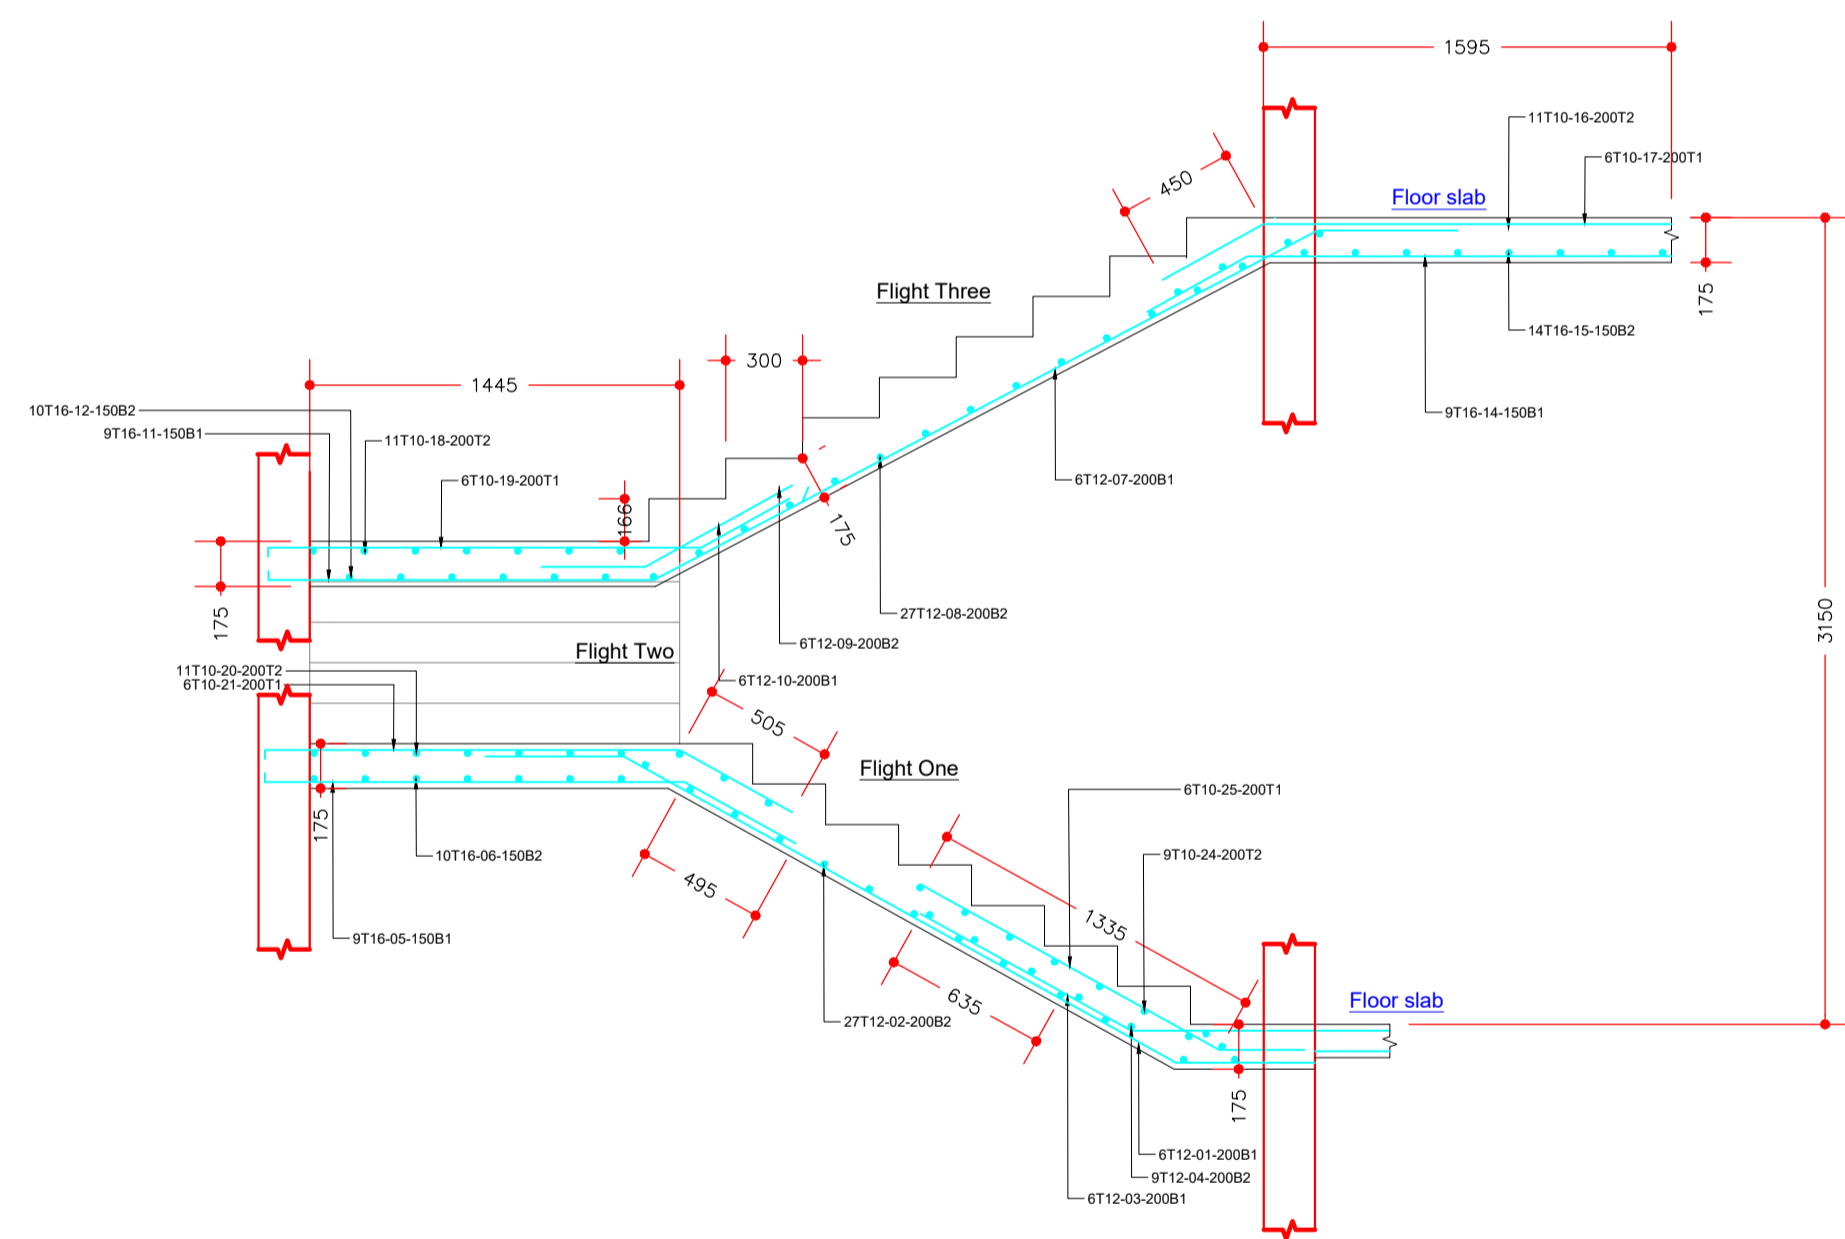 1595
11T10-16-200T2
6T10-17-200T1
450
Floor slab
Flight Three
175
14T16-15-150B2
300
1445
10T16-12-150B2
9T16-11-150B1
11T10-18-200T2
9T16-14-150B1
6T10-19-200T1
6T12-07-200B1
166
175
175
27T12-08-200B2
3150
6T12-09-200B2
Flight Two
11T10-20-200T2
6T10-21-200T1
6T12-10-200B1
505
Flight One
6T10-25-200T1
175
10T16-06-150B2
9T10-24-200T2
495
1335
9T16-05-150B1
635
Floor slab
27T12-02-200B2
175
6T12-01-200B1
9T12-04-200B2
6T12-03-200B1